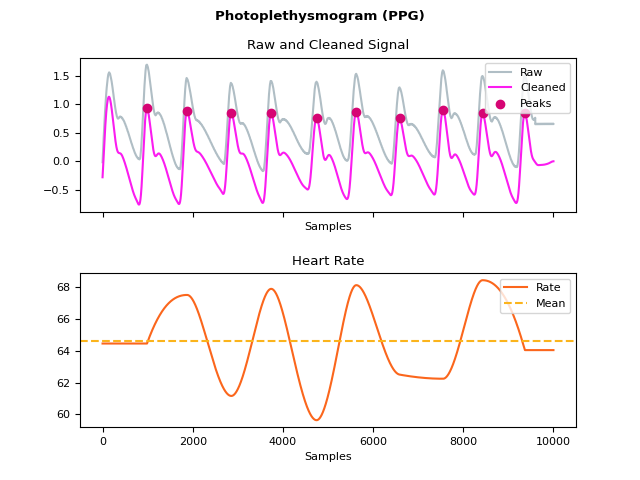 Photoplethysmogram (PPG)
Raw and Cleaned Signal
1.5
1.0
0.5
0.0
−0.5
Raw
Cleaned
Peaks
Samples
Heart Rate
68
66
64
62
60
Rate
Mean
0 2000 4000 6000 8000 10000
Samples